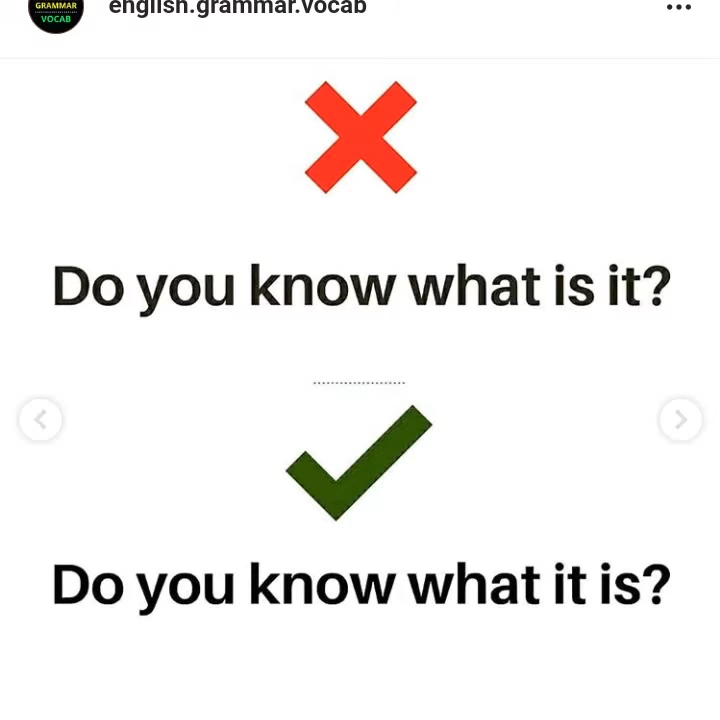 GRAMMAR
VOCAB
english.grammar.vocab
Do you know what is it?
Do you know what it is?